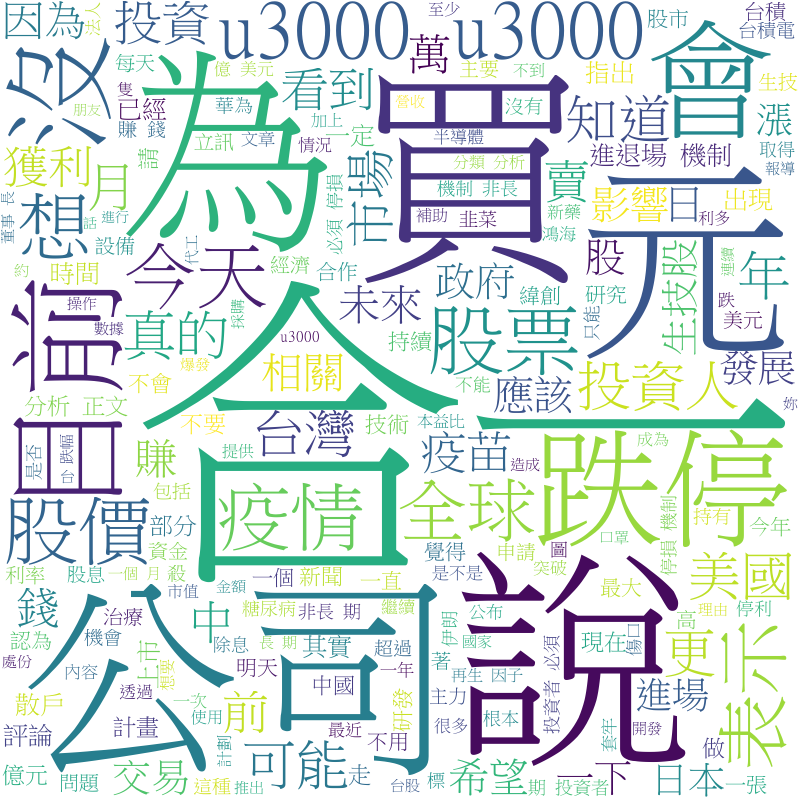 因為
法人
投資
u3000
u3000
至少
股市
台積
台積電
沒
每天
億 美元
萬
主要
不到
指出
會
生技
朋友
隻
已經
華為
看到
營收
沒有
知道
漲
賺 錢
加上
半導體
取得
報導
立訊
文章
一定
為
買
獲利
月
請
情況
市場
分類 分析
進退場 機制
賣
機制 非長
影響
日
出現
元
想
必須 停損
補助
韭菜
新藥
鴻海
利多
董事 長
話
進行
設備
代工
今天
經濟
合作
政府
股
生技股
年
連續
約
時間
未來
緯創
研究
只能
跌
美元
目前
操作
數據
真的
採購
u3000
持續
股票
發展
一
爆發
不會
相關
不能
應該
投資人
妳
分析
正文
不要
技術
本益比
是否
台 跌幅
賺
台灣
疫苗
跌停
成為
提供
造成
包括
疫情
全球
口罩
持有
股價
部分
公司
說
申請
圖
停損 機制
今年
資金
覺得
利率
股息
一個 月
殺
一個
新聞
一直
是不是
突破
最大
美國
錢
市值
金額
糖尿病
非長 期
繼續
公布
伊朗
理由
停利
治療
中
除息
長 期
其實
超過
國家
現在
傷口
高
更
表示
認為
機會
上市
想要
明天
一年
著
再生 因子
投資者 必須
處份
內容
透過
中國
主力
進場
散戶
一次
使用
前
研發
很多
根本
套牢
開發
評論
計畫
計劃
最近
不用
做
可能
希望
一下
日本
億元
問題
交易
這種
推出
台股
走
標
期
投資者
一張